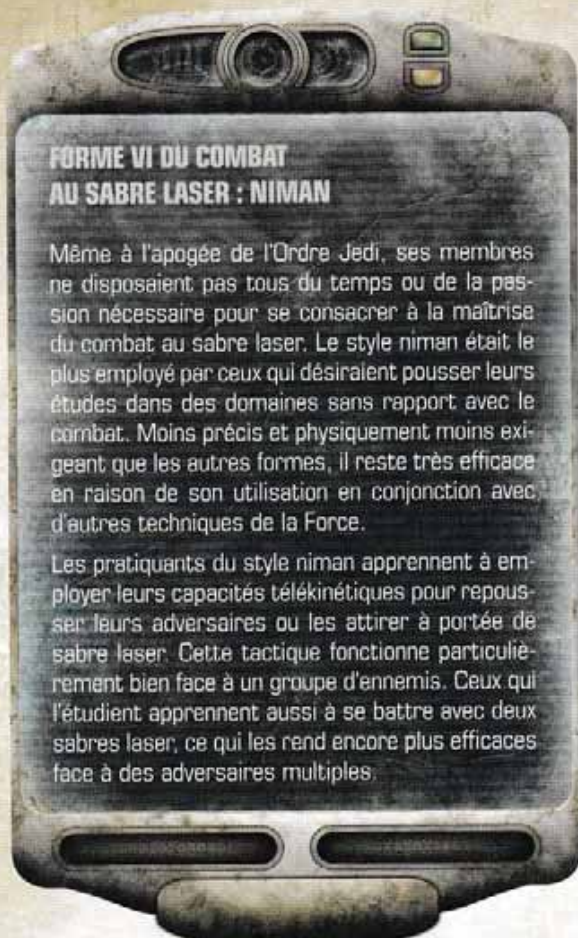 FORME VI DU COMBAT
AU SABRE LASER : NIMAN
Même à l'apogée de l'Ordre Jedi, ses membres
ne disposaient pas tous du temps ou de la pas-
sion nécessaire pour se consacrer à la maîtrise
du combat au sabre laser. Le style niman était le
plus employé par ceux qui désiraient pousser leurs
études dans des domaines sans rapport avec le
combat. Moins précis et physiquement moins exi-
geant que les autres formes, il reste très efficace
en raison de son utilisation en conjonction avec
d'autres techniques de la Force.
Les pratiquants du style niman apprennent à em-
ployer leurs capacités télékinétiques pour repous-
ser leurs adversaires ou les attirer à portée de
sabre laser. Cette tactique fonctionne particuliè-
rement bien face à un groupe d'ennemis. Ceux qui
l'étudient apprennent aussi à se battre avec deux
sabres laser, ce qui les rend encore plus efficaces
face à des adversaires multiples.